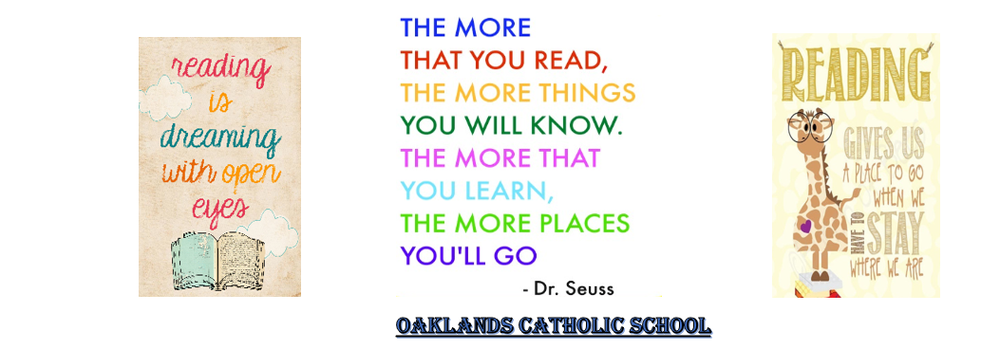 reading
is
dreaming
with open
eyes
THE MORE
THAT YOU READ,
THE MORE THINGS
YOU WILL KNOW.
THE MORE THAT
YOU LEARN,
THE MORE PLACES
YOU'LL GO
- Dr. Seuss
OAKLANDS CATHOLIC SCHOOL
READING
GIVES US
A PLACE TO GO
WHEN WE
HAVE TO
STAY
WHERE WE ARE